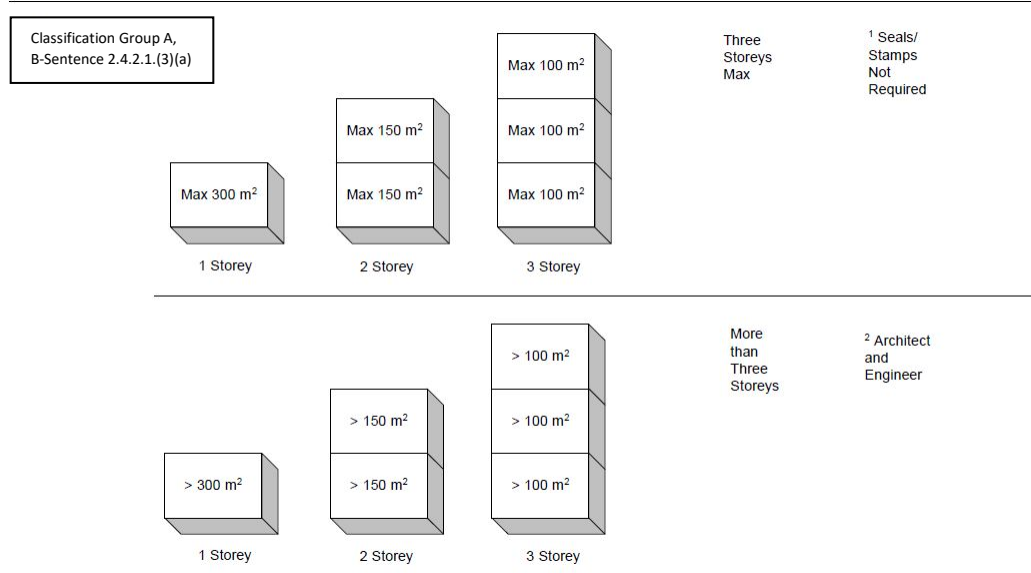 Classification Group A,
B-Sentence 2.4.2.1.(3)(a)
Max 300 m²
1 Storey
Max 150 m²
Max 150 m²
2 Storey
Max 100 m²
Max 100 m²
Max 100 m²
3 Storey
Three
Storeys
Max
¹ Seals/
Stamps
Not
Required
> 300 m²
1 Storey
> 150 m²
> 150 m²
2 Storey
> 100 m²
> 100 m²
> 100 m²
3 Storey
More
than
Three
Storeys
² Architect
and
Engineer